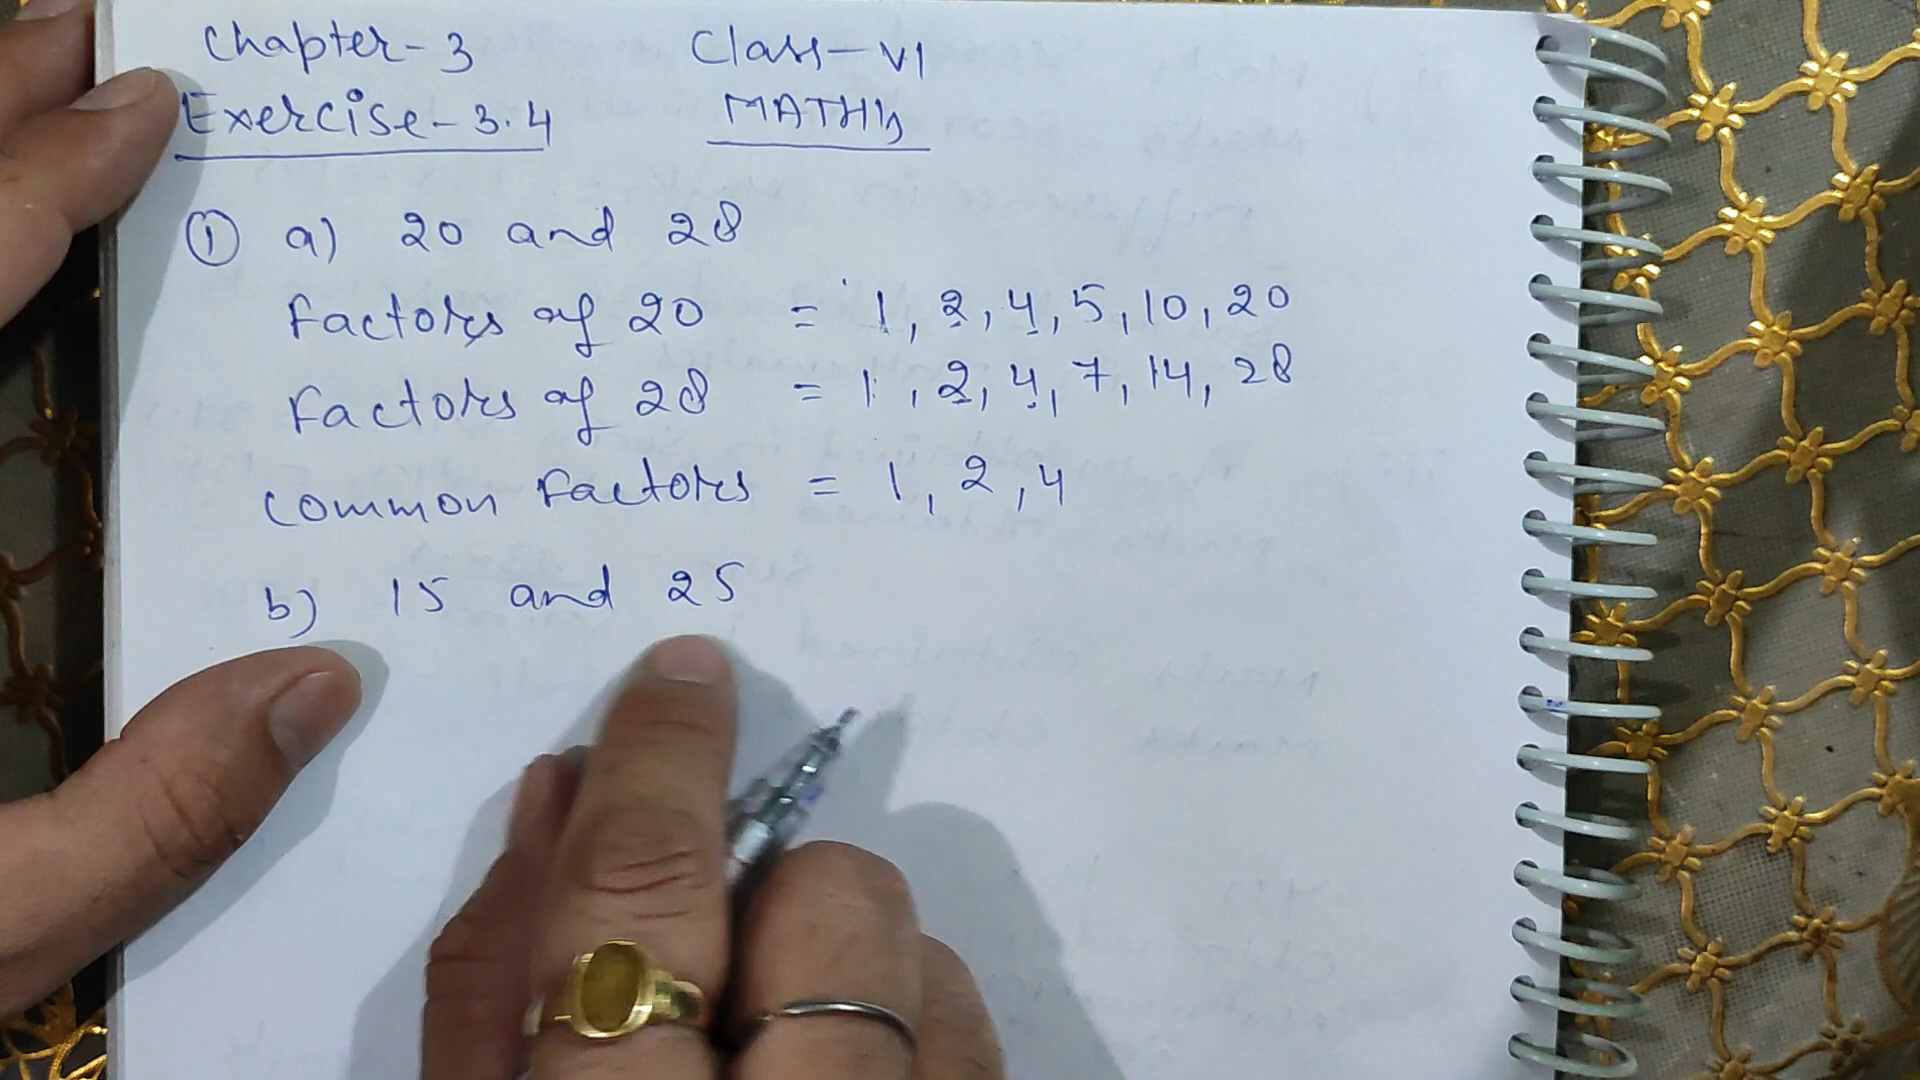 Chapter-3 Class-VI
Exercise-3.4 MATHs
① a) 20 and 28
Factors of 20 = 1, 2, 4, 5, 10, 20
Factors of 28 = 1, 2, 4, 7, 14, 28
Common Factors = 1, 2, 4
b) 15 and 25